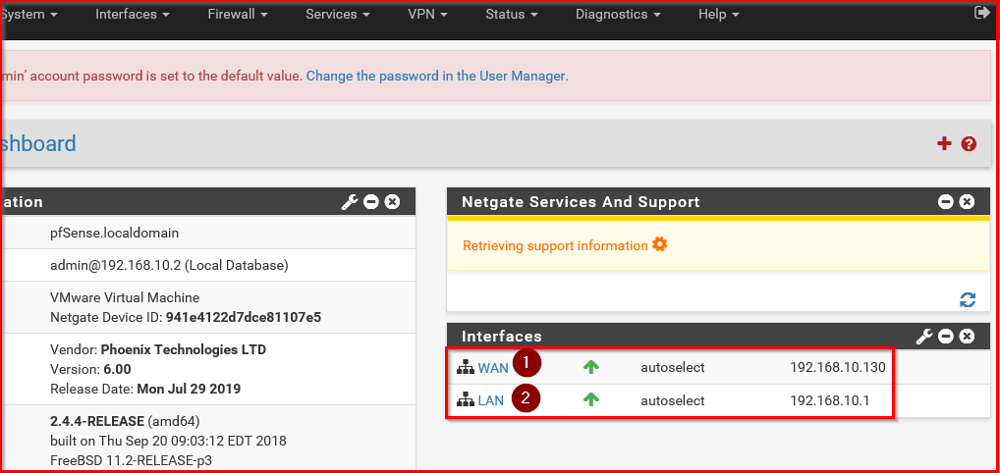 System Interfaces Firewall Services VPN Status Diagnostics Help
min' account password is set to the default value. Change the password in the User Manager.
shboard
ation
pfSense.localdomain
admin@192.168.10.2 (Local Database)
VMware Virtual Machine
Netgate Device ID: 941e4122d7dce81107e5
Vendor: Phoenix Technologies LTD
Version: 6.00
Release Date: Mon Jul 29 2019
2.4.4-RELEASE (amd64)
built on Thu Sep 20 09:03:12 EDT 2018
FreeBSD 11.2-RELEASE-p3
Netgate Services And Support
Retrieving support information
Interfaces
WAN 1 autoselect 192.168.10.130
LAN 2 autoselect 192.168.10.1